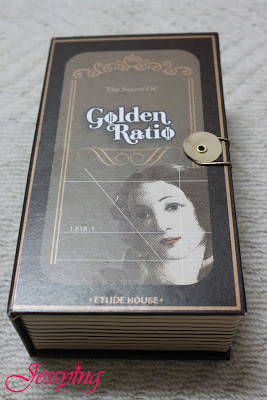 The Secret Of
Golden
Ratio
1.618:1
ETUDE HOUSE
Jessying